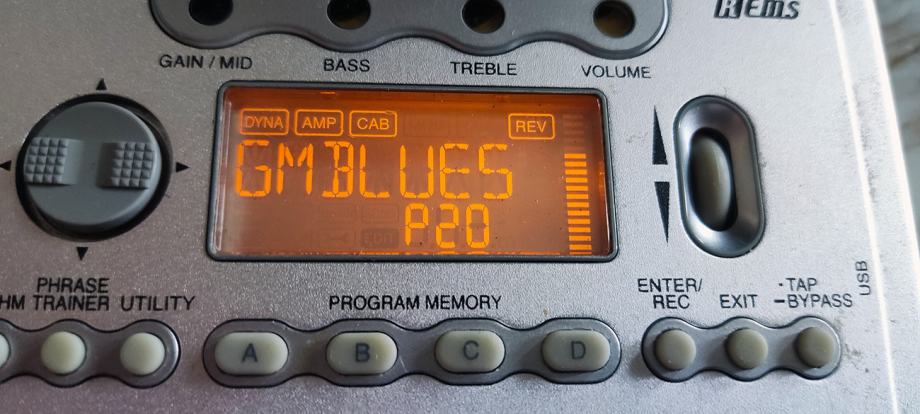 REMS
GAIN / MID BASS TREBLE VOLUME
DYNA AMP CAB REV
GMBLUES
P20
EDIT
PHRASE
HM TRAINER UTILITY
PROGRAM MEMORY
ENTER/
REC EXIT
-TAP
-BYPASS
USB
A B C D